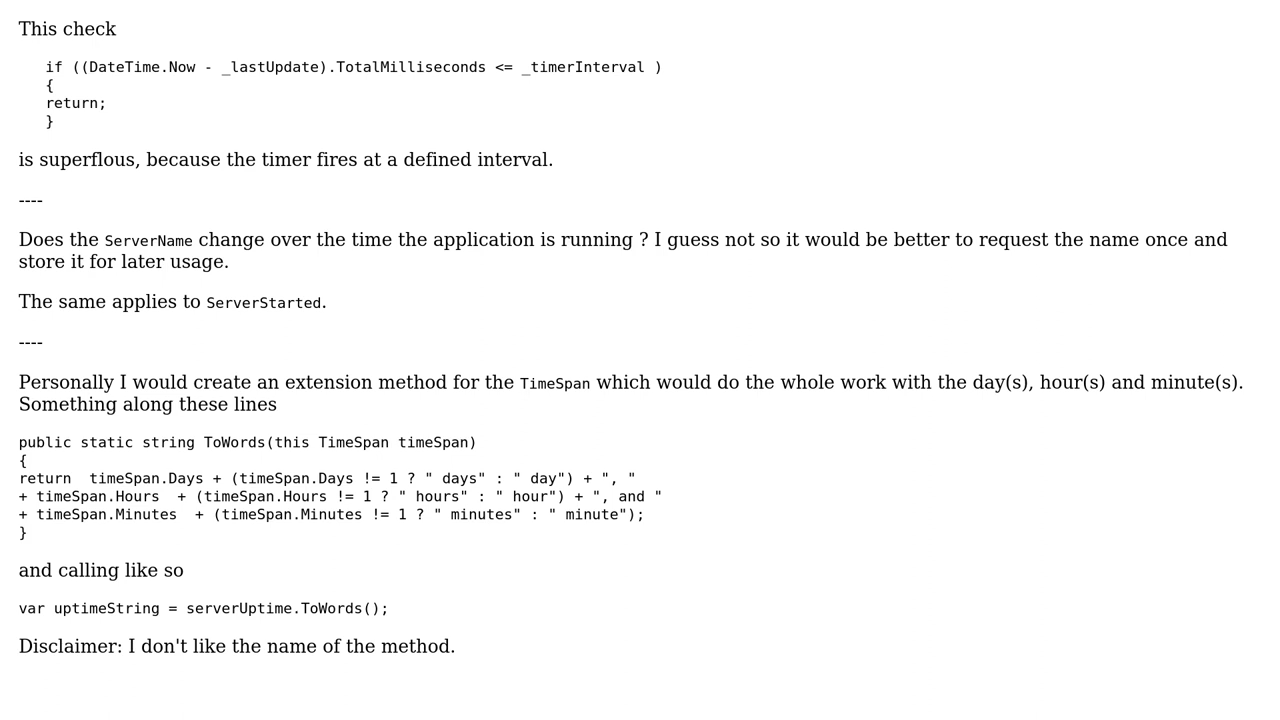 This check
if ((DateTime.Now - _lastUpdate).TotalMilliseconds <= _timerInterval )
{
return;
}
is superflous, because the timer fires at a defined interval.
----
Does the ServerName change over the time the application is running ? I guess not so it would be better to request the name once and
store it for later usage.
The same applies to ServerStarted.
----
Personally I would create an extension method for the TimeSpan which would do the whole work with the day(s), hour(s) and minute(s).
Something along these lines
public static string ToWords(this TimeSpan timeSpan)
{
return  timeSpan.Days + (timeSpan.Days != 1 ? " days" : " day") + ", "
+ timeSpan.Hours  + (timeSpan.Hours != 1 ? " hours" : " hour") + ", and "
+ timeSpan.Minutes  + (timeSpan.Minutes != 1 ? " minutes" : " minute");
}
and calling like so
var uptimeString = serverUptime.ToWords();
Disclaimer: I don't like the name of the method.